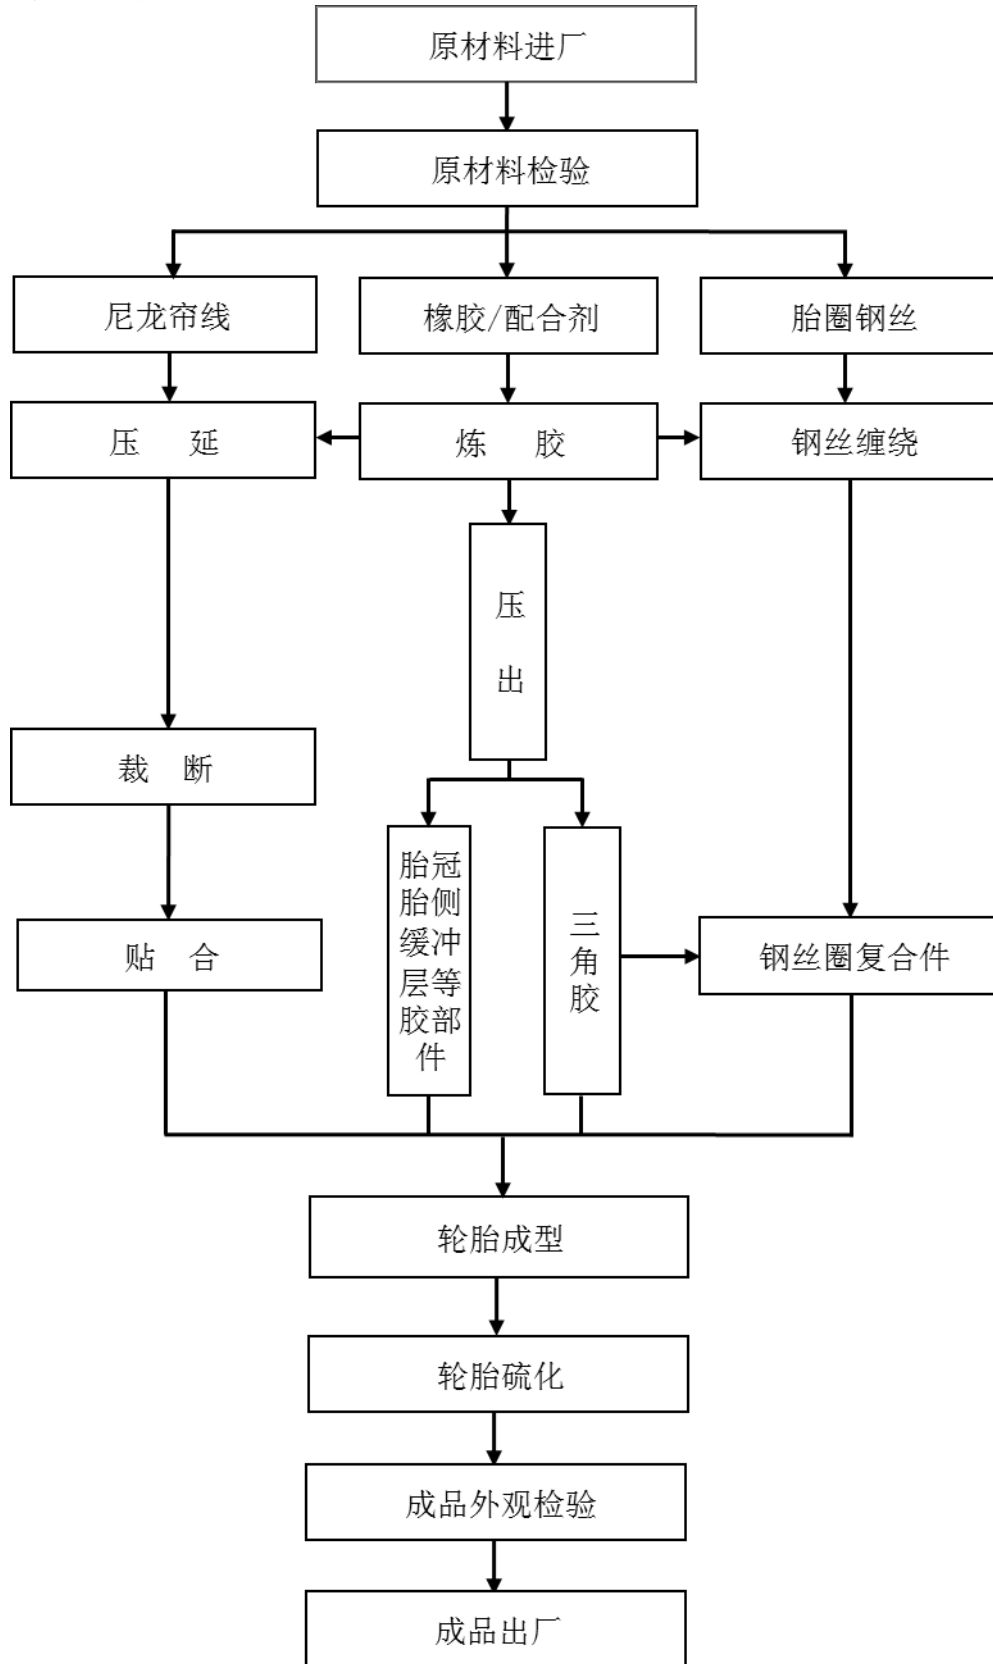 原材料进厂
原材料检验
尼龙帘线
橡胶/配合剂
胎圈钢丝
压 延
炼 胶
钢丝缠绕
压
出
裁 断
胎冠
胎侧
缓冲
层等
胶部
件
三
角
胶
贴 合
钢丝圈复合件
轮胎成型
轮胎硫化
成品外观检验
成品出厂